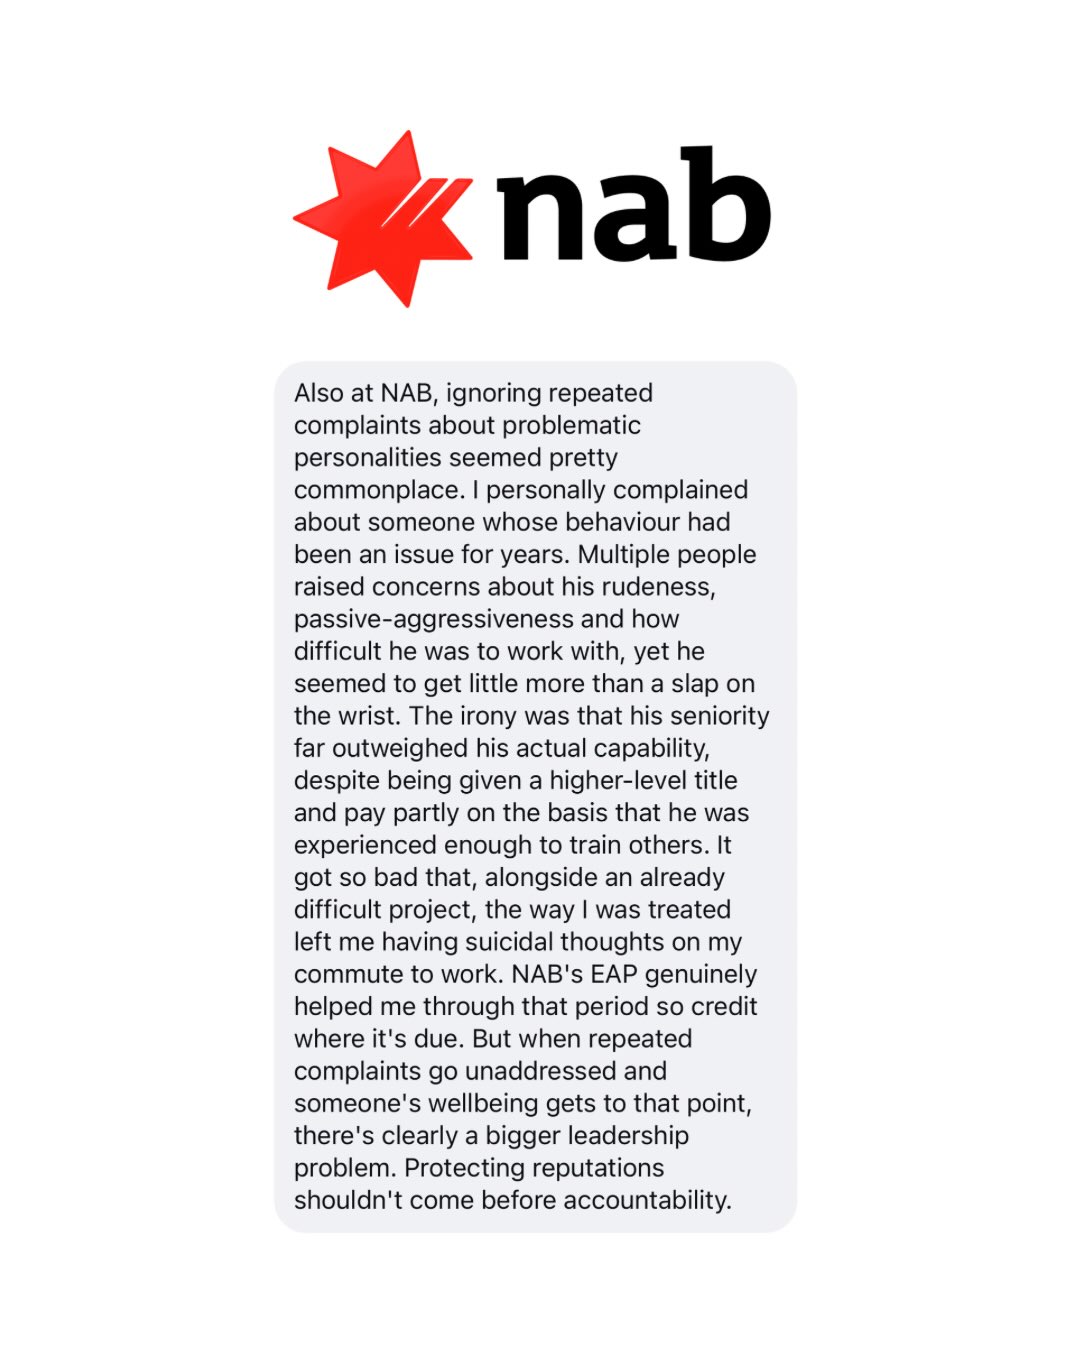 nab
Also at NAB, ignoring repeated
complaints about problematic
personalities seemed pretty
commonplace. I personally complained
about someone whose behaviour had
been an issue for years. Multiple people
raised concerns about his rudeness,
passive-aggressiveness and how
difficult he was to work with, yet he
seemed to get little more than a slap on
the wrist. The irony was that his seniority
far outweighed his actual capability,
despite being given a higher-level title
and pay partly on the basis that he was
experienced enough to train others. It
got so bad that, alongside an already
difficult project, the way I was treated
left me having suicidal thoughts on my
commute to work. NAB's EAP genuinely
helped me through that period so credit
where it's due. But when repeated
complaints go unaddressed and
someone's wellbeing gets to that point,
there's clearly a bigger leadership
problem. Protecting reputations
shouldn't come before accountability.